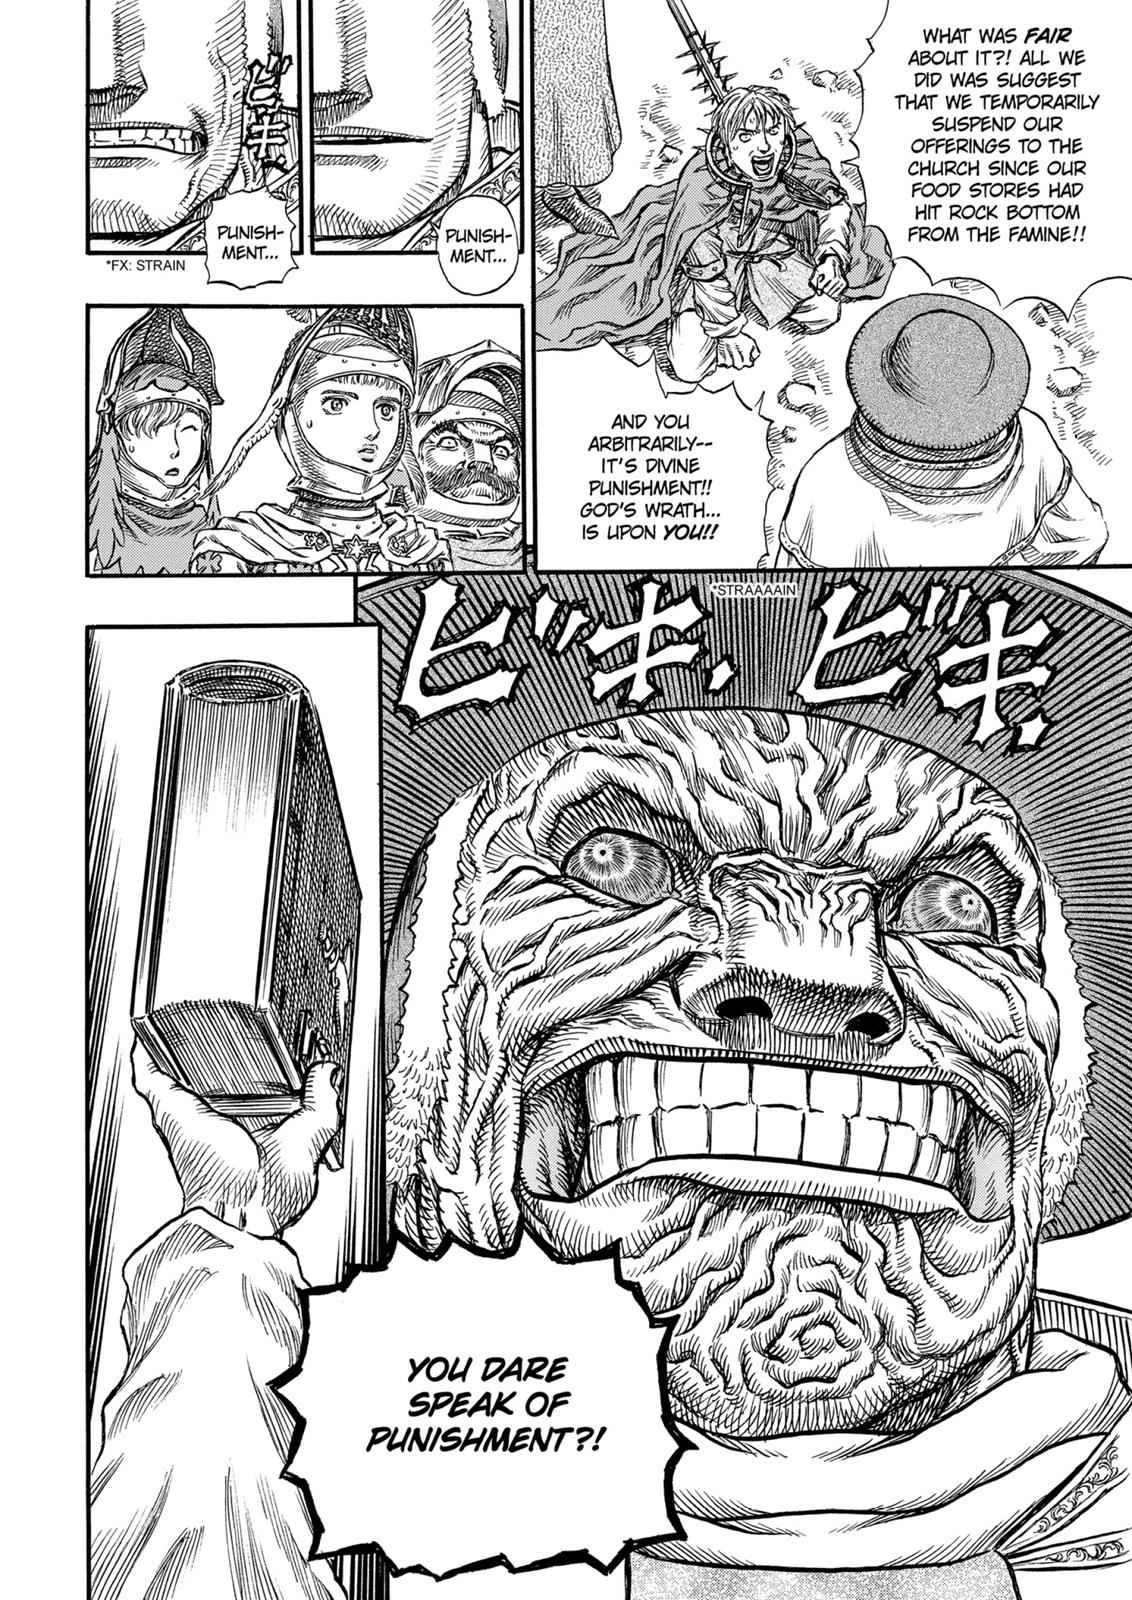 WHAT WAS FAIR
ABOUT IT?! ALL WE
DID WAS SUGGEST
THAT WE TEMPORARILY
SUSPEND OUR
OFFERINGS TO THE
CHURCH SINCE OUR
FOOD STORES HAD
HIT ROCK BOTTOM
FROM THE FAMINE!!
AND YOU
ARBITRARILY--
IT'S DIVINE
PUNISHMENT!!
GOD'S WRATH...
IS UPON YOU!!
PUNISH-
MENT...
ビキ
PUNISH-
MENT...
*FX: STRAIN
*STRAAAAIN
ビキ ビキ
YOU DARE
SPEAK OF
PUNISHMENT?!